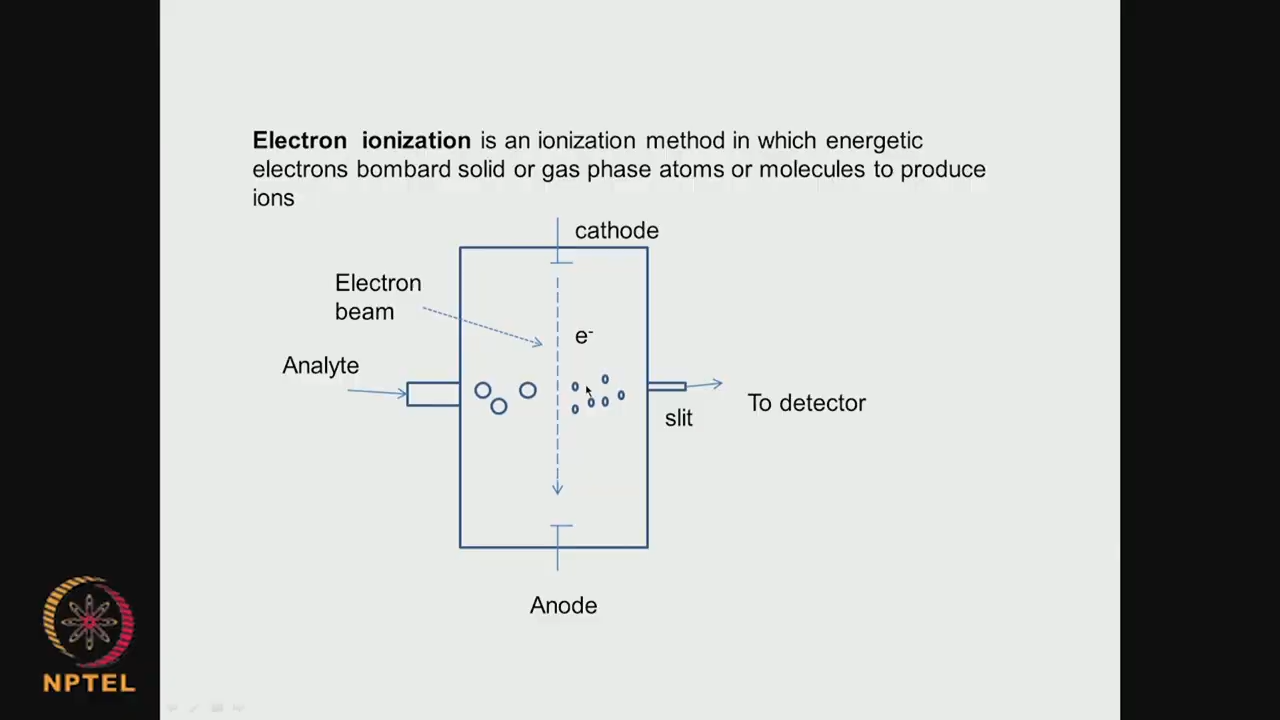 Electron ionization is an ionization method in which energetic
electrons bombard solid or gas phase atoms or molecules to produce
ions
cathode
Electron
beam
e-
Analyte
To detector
slit
Anode
NPTEL